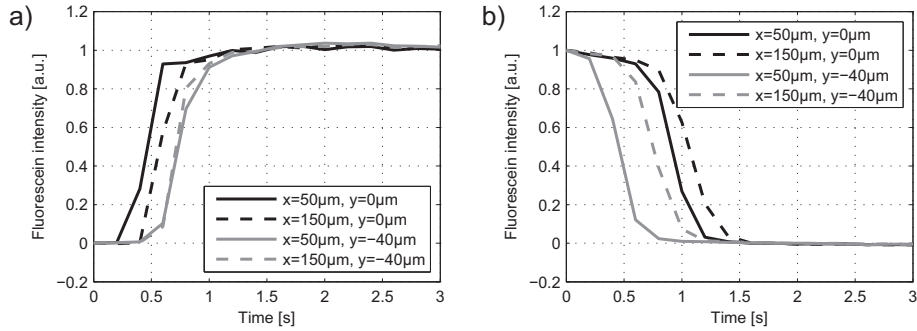 a)
Fluorescein intensity [a.u.]
1.2
1
0.8
0.6
0.4
0.2
0
−0.2
0
0.5
1
1.5
2
2.5
3
Time [s]
x=50µm, y=0µm
x=150µm, y=0µm
x=50µm, y=−40µm
x=150µm, y=−40µm
b)
Fluorescein intensity [a.u.]
1.2
1
0.8
0.6
0.4
0.2
0
−0.2
0
0.5
1
1.5
2
2.5
3
Time [s]
x=50µm, y=0µm
x=150µm, y=0µm
x=50µm, y=−40µm
x=150µm, y=−40µm